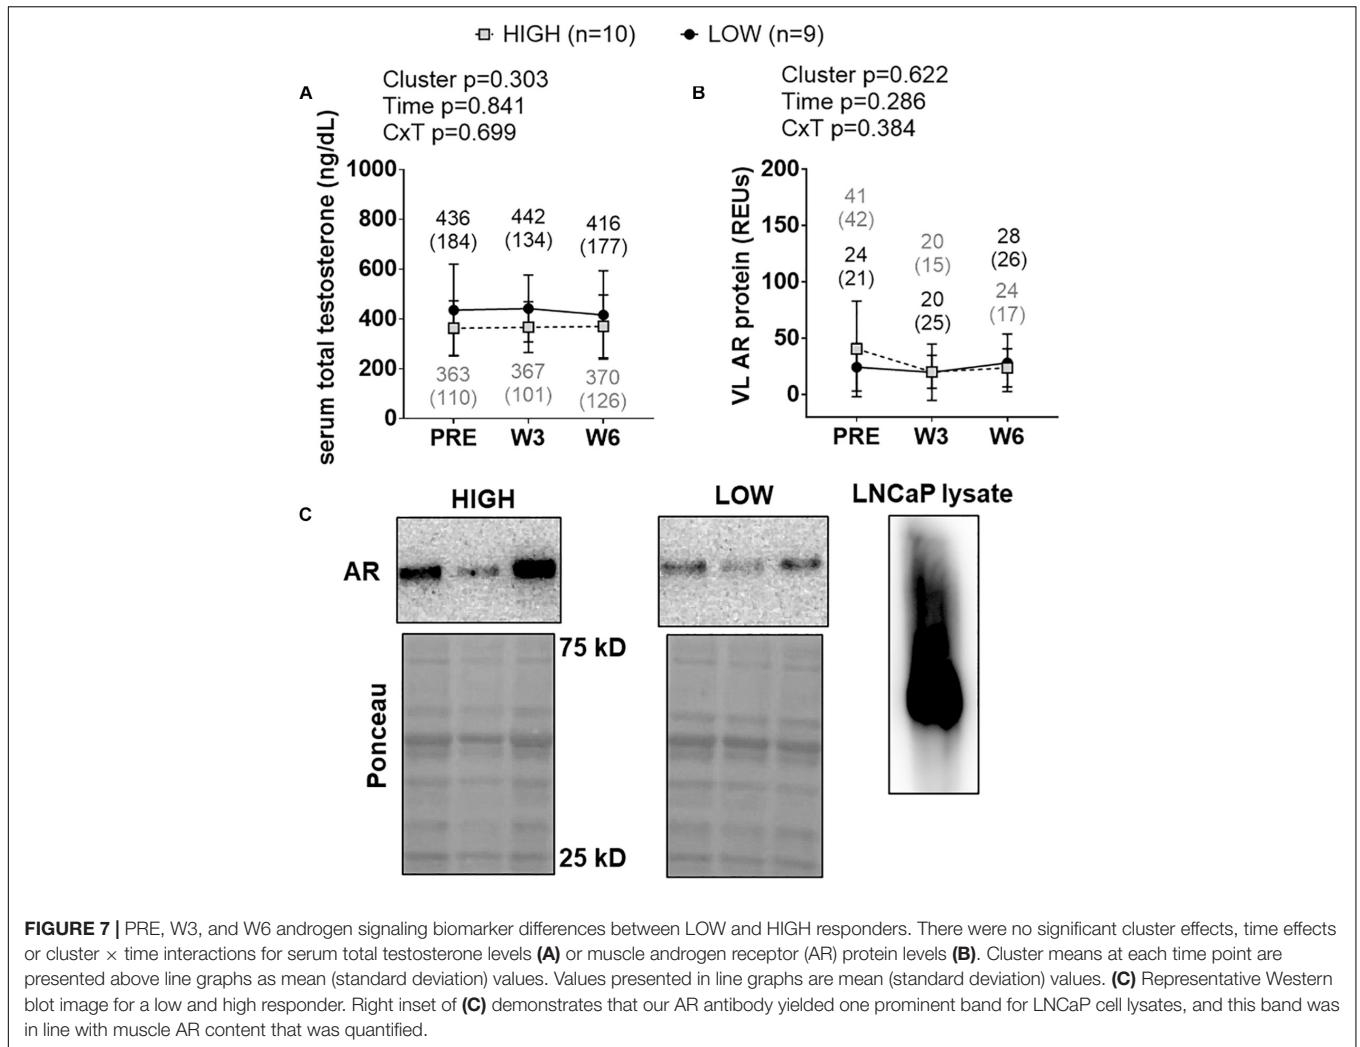 HIGH (n=10) LOW (n=9)
A
Cluster p=0.303
Time p=0.841
CxT p=0.699
serum total testosterone (ng/dL)
1000
800
600
400
200
0
436
(184)
442
(134)
416
(177)
363
(110)
367
(101)
370
(126)
PRE W3 W6
B
Cluster p=0.622
Time p=0.286
CxT p=0.384
VL AR protein (REUs)
200
150
100
50
0
41
(42)
24
(21)
20
(15)
20
(25)
28
(26)
24
(17)
PRE W3 W6
C
HIGH LOW LNCaP lysate
AR
Ponceau
75 kD
25 kD
FIGURE 7 | PRE, W3, and W6 androgen signaling biomarker differences between LOW and HIGH responders. There were no significant cluster effects, time effects
or cluster × time interactions for serum total testosterone levels (A) or muscle androgen receptor (AR) protein levels (B). Cluster means at each time point are
presented above line graphs as mean (standard deviation) values. Values presented in line graphs are mean (standard deviation) values. (C) Representative Western
blot image for a low and high responder. Right inset of (C) demonstrates that our AR antibody yielded one prominent band for LNCaP cell lysates, and this band was
in line with muscle AR content that was quantified.